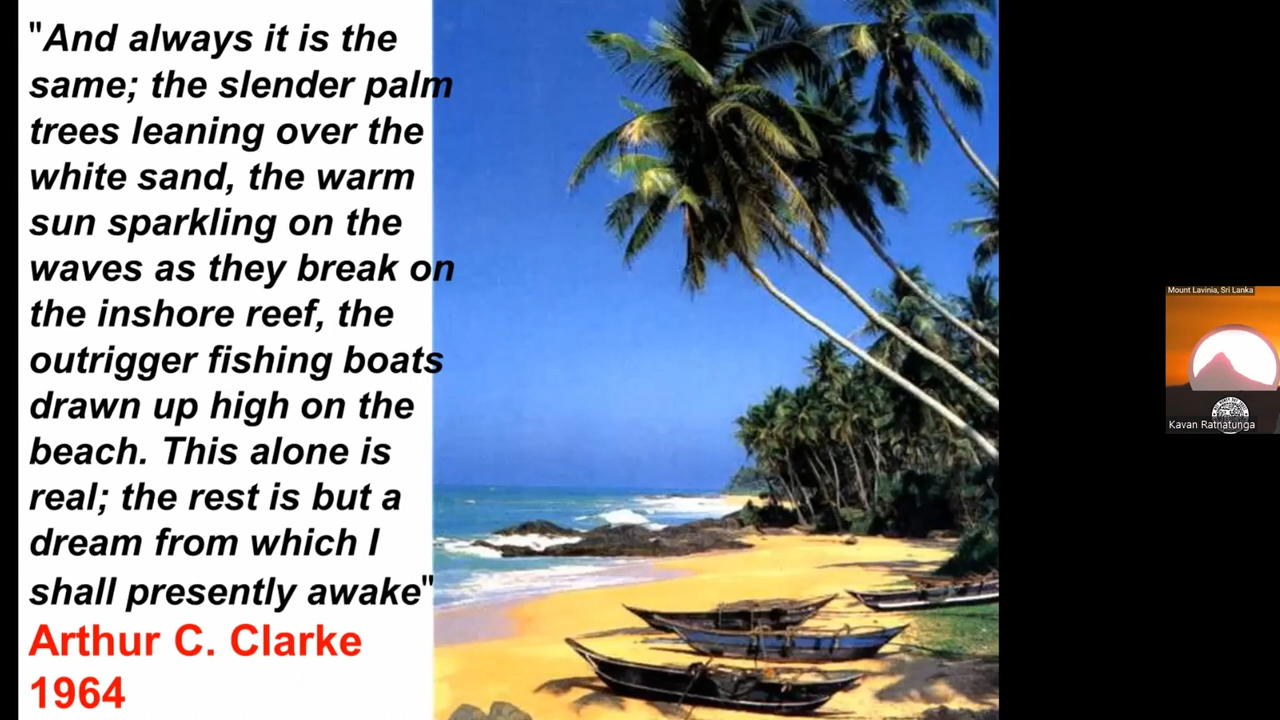 "And always it is the
same; the slender palm
trees leaning over the
white sand, the warm
sun sparkling on the
waves as they break on
the inshore reef, the
outrigger fishing boats
drawn up high on the
beach. This alone is
real; the rest is but a
dream from which I
shall presently awake"
Arthur C. Clarke
1964
Mount Lavinia, Sri Lanka
Kavan Ratnatunga